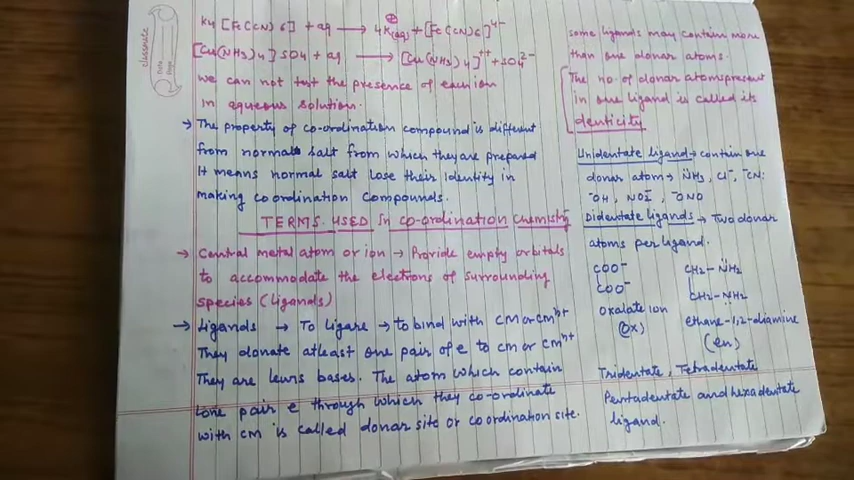 K4 [Fe(CN)6] + aq → 4K⊕(aq) + [Fe(CN)6]4-
[Cu(NH3)4] SO4 + aq → [Cu(NH3)4]++ + SO4 2-
we can not test the presence of each ion
in aqueous solution.
→ The property of co-ordination compound is different
from normal salt from which they are prepared
It means normal salt lose their identity in
making coordination compounds.
TERMS USED In co-ordination chemistry
→ Central metal atom or ion → Provide empty orbitals
to accommodate the electrons of surrounding
species (Ligands)
→ Ligands → To ligare → to bind with CM or CM n+
They donate atleast one pair of e to CM or CM n+
They are lewis bases. The atom which contain
lone pair e through which they co-ordinate
with CM is called donar site or coordination site.
some ligands may contain more
than one donar atoms.
The no. of donar atoms present
in one ligand is called its
denticity
Unidentate ligand → contain one
donar atom → NH3, Cl-, -CN:
-OH, NO2-, -ONO
Didentate ligands → Two donar
atoms per ligand.
COO-
COO-
Oxalate ion
(Ox)
CH2-NH2
CH2-NH2
ethane-1,2-diamine
(en)
Tridentate, Tetradentate
Pentadentate and hexadentate
ligand.
classmate
Date
Page